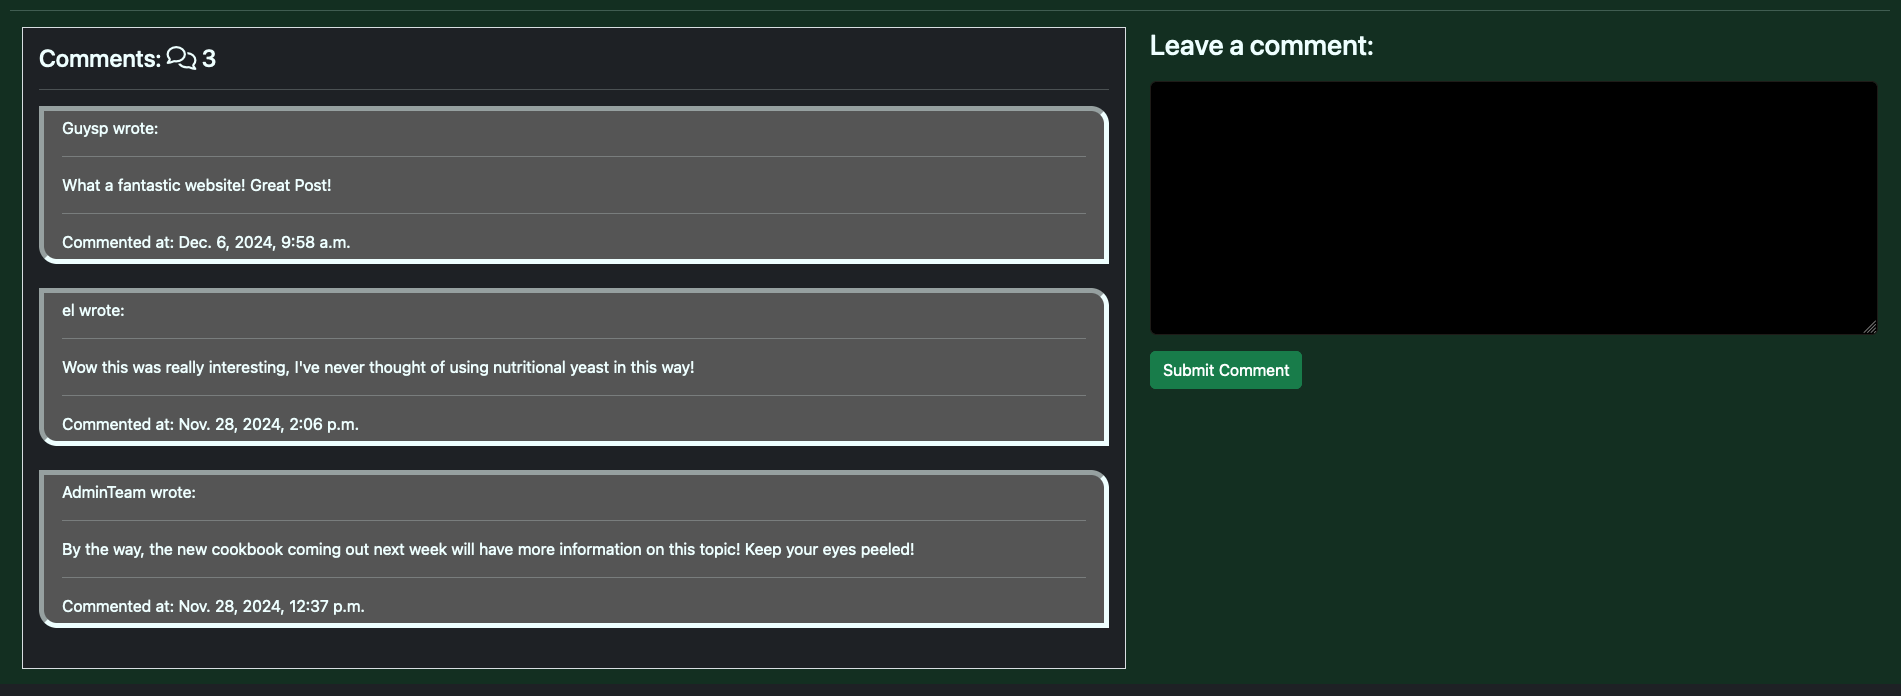 Comments: 3
Guysp wrote:
What a fantastic website! Great Post!
Commented at: Dec. 6, 2024, 9:58 a.m.
el wrote:
Wow this was really interesting, I've never thought of using nutritional yeast in this way!
Commented at: Nov. 28, 2024, 2:06 p.m.
AdminTeam wrote:
By the way, the new cookbook coming out next week will have more information on this topic! Keep your eyes peeled!
Commented at: Nov. 28, 2024, 12:37 p.m.
Leave a comment:
Submit Comment